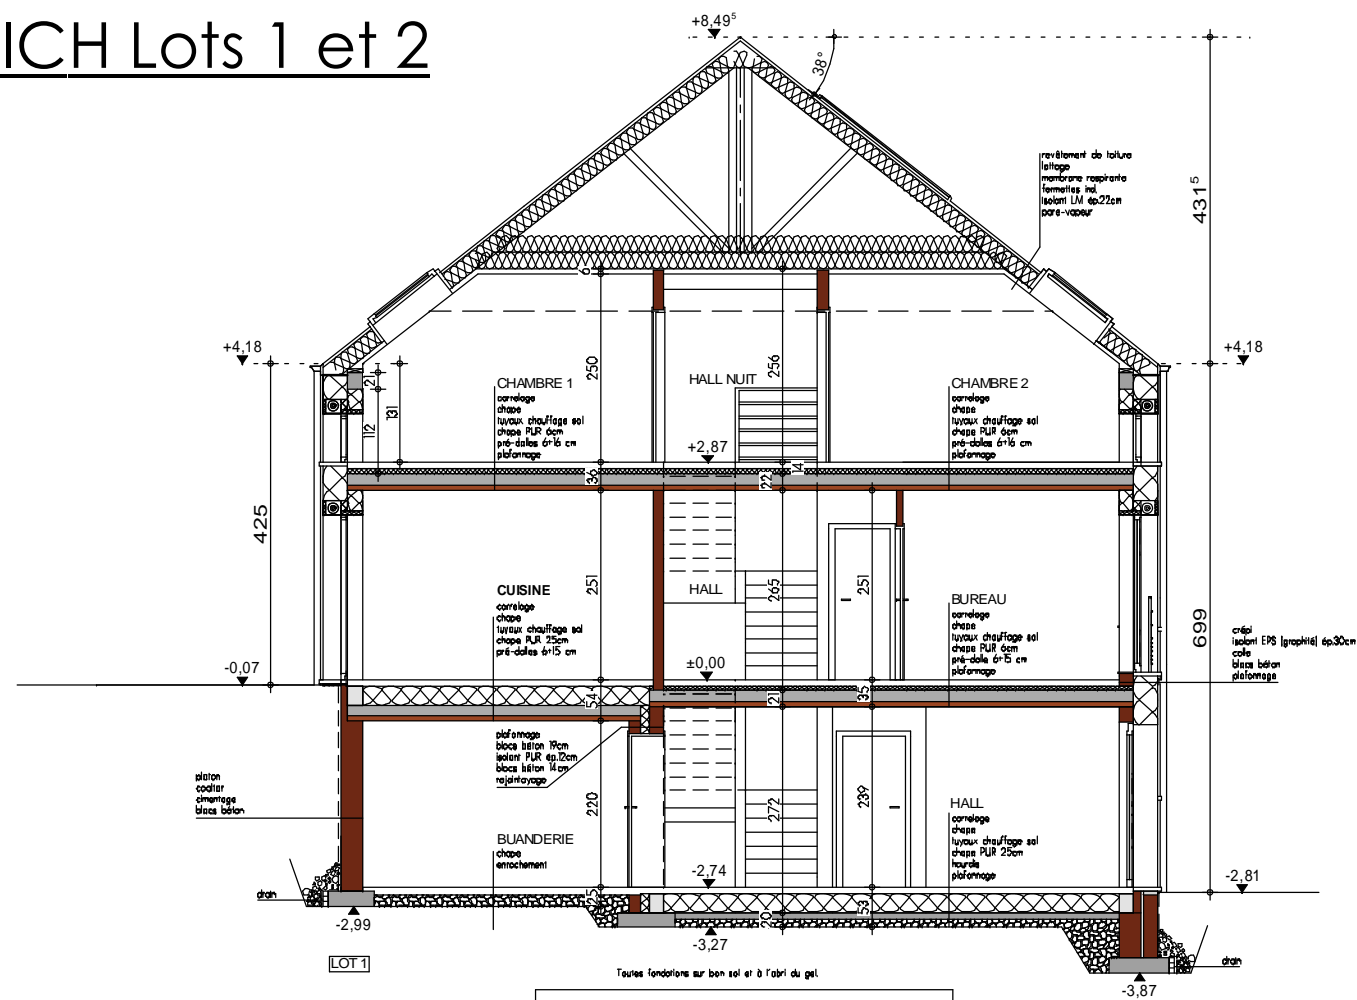 ICH Lots 1 et 2
+8,49⁵
38°
revêtement de toiture
lattage
membrane respirante
fermettes ind.
isolant LM ép.22cm
pare-vapeur
431⁵
6
+4,18
+4,18
21
131
112
250
256
CHAMBRE 1
carrelage
chape
tuyaux chauffage sol
chape PUR 6cm
pré-dalles 6+16 cm
plafonnage
HALL NUIT
CHAMBRE 2
carrelage
chape
tuyaux chauffage sol
chape PUR 6cm
pré-dalles 6+16 cm
plafonnage
+2,87
36
22
14
425
251
265
251
CUISINE
carrelage
chape
tuyaux chauffage sol
chape PUR 25cm
pré-dalles 6+15 cm
HALL
BUREAU
carrelage
chape
tuyaux chauffage sol
chape PUR 6cm
pré-dalle 6+15 cm
plafonnage
699
crépi
isolant EPS (graphité) ép.30cm
colle
blocs béton
plafonnage
-0,07
±0,00
54
21
35
plafonnage
blocs béton 19cm
isolant PUR ép.12cm
blocs béton 14cm
rejointoyage
platon
coaltar
cimentage
blocs béton
220
272
239
BUANDERIE
chape
enrochement
HALL
carrelage
chape
tuyaux chauffage sol
chape PUR 25cm
hourdis
plafonnage
-2,74
-2,81
drain
25
20
53
-2,99
-3,27
drain
LOT 1
Toutes fondations sur bon sol et à l'abri du gel.
-3,87